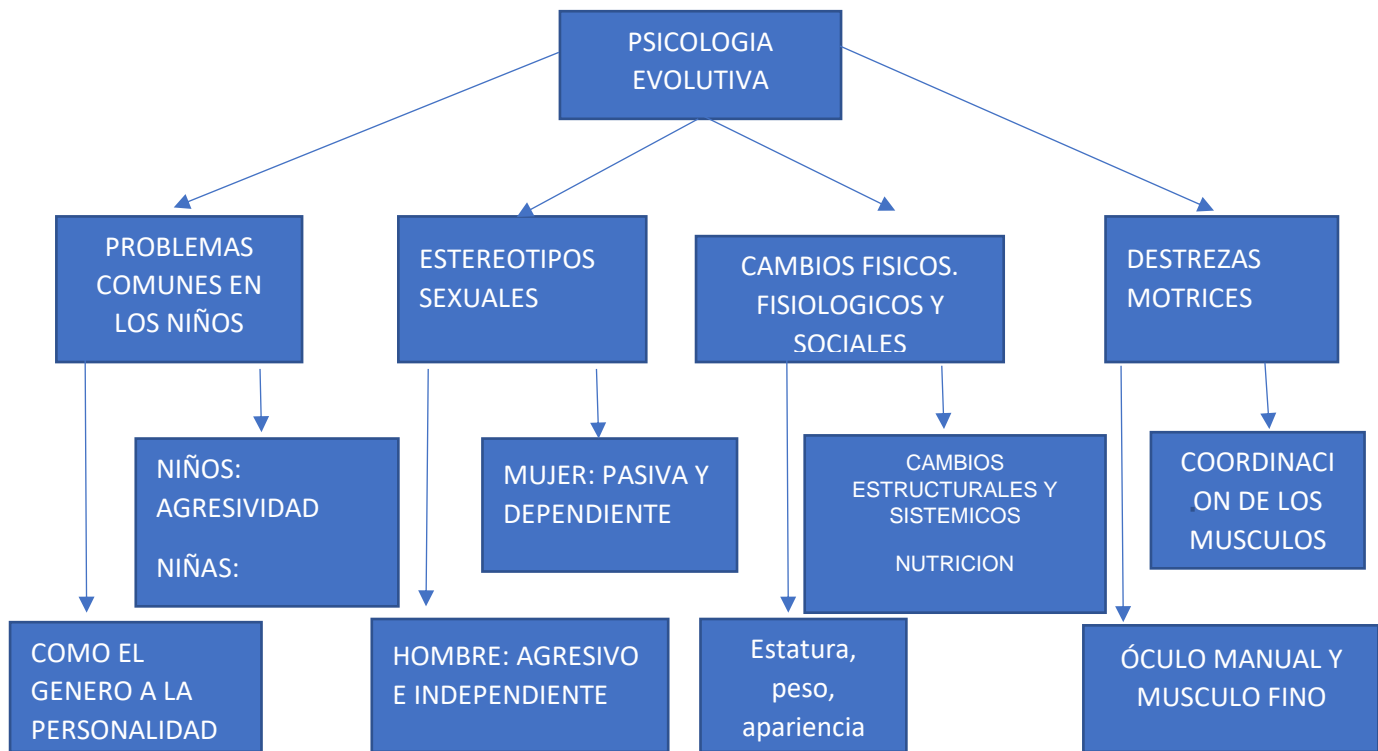 PSICOLOGIA
EVOLUTIVA
PROBLEMAS
COMUNES EN
LOS NIÑOS
ESTEREOTIPOS
SEXUALES
CAMBIOS FISICOS.
FISIOLOGICOS Y
SOCIALES
DESTREZAS
MOTRICES
NIÑOS:
AGRESIVIDAD
NIÑAS:
MUJER: PASIVA Y
DEPENDIENTE
CAMBIOS
ESTRUCTURALES Y
SISTEMICOS
NUTRICION
COORDINACI
ON DE LOS
MUSCULOS
COMO EL
GENERO A LA
PERSONALIDAD
HOMBRE: AGRESIVO
E INDEPENDIENTE
Estatura,
peso,
apariencia
ÓCULO MANUAL Y
MUSCULO FINO